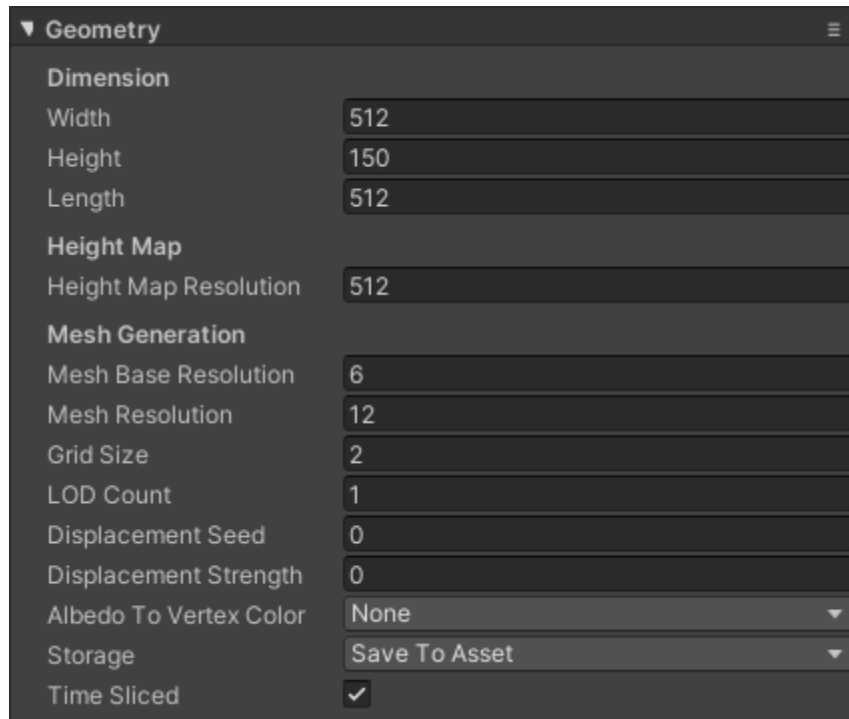 Geometry
Dimension
Width 512
Height 150
Length 512
Height Map
Height Map Resolution 512
Mesh Generation
Mesh Base Resolution 6
Mesh Resolution 12
Grid Size 2
LOD Count 1
Displacement Seed 0
Displacement Strength 0
Albedo To Vertex Color None
Storage Save To Asset
Time Sliced